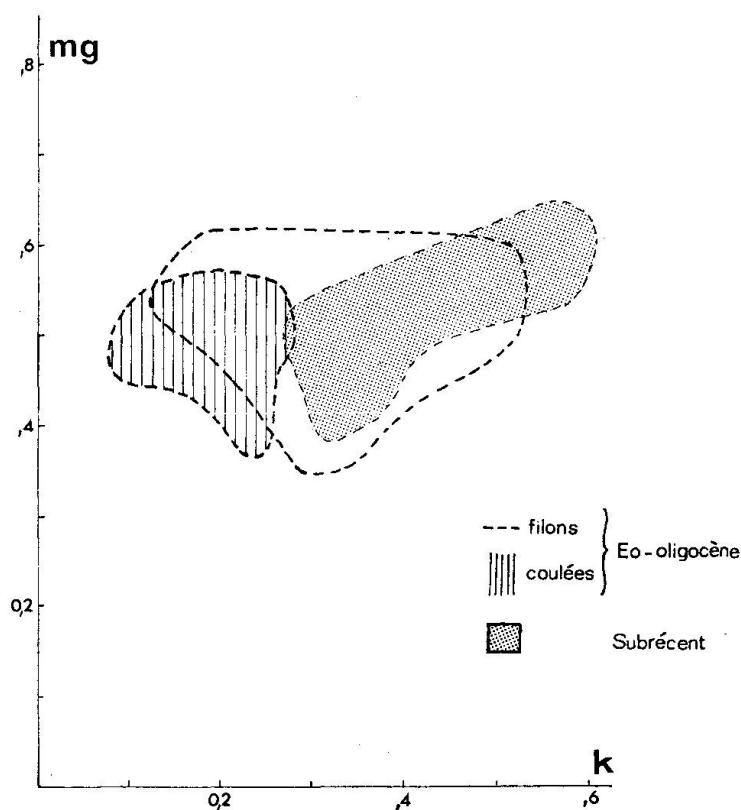 mg
,8
,6
,4
0,2
filons
coulées
Eo-oligocène
Subrécent
k
0,2
,4
,6